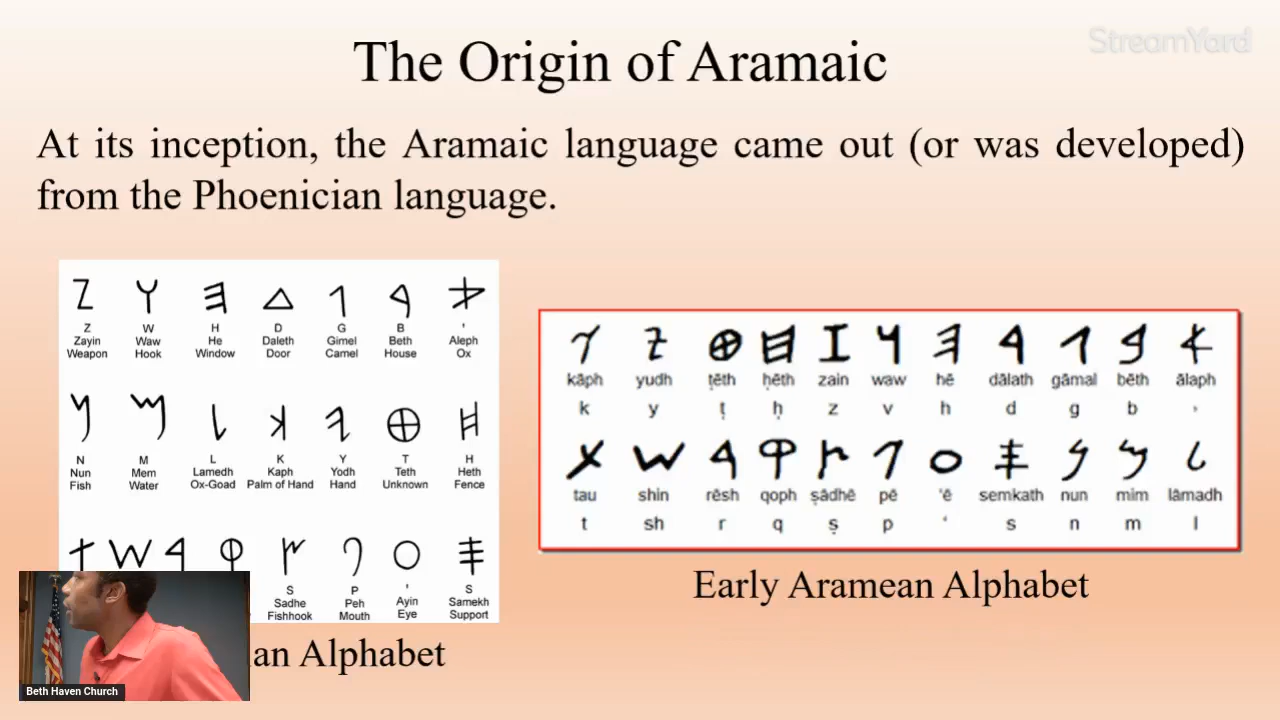 StreamYard
The Origin of Aramaic
At its inception, the Aramaic language came out (or was developed)
from the Phoenician language.
Z W H D G B '
Zayin Waw He Daleth Gimel Beth Aleph
Weapon Hook Window Door Camel House Ox
N M L K Y T H
Nun Mem Lamedh Kaph Yodh Teth Heth
Fish Water Ox-Goad Palm of Hand Hand Unknown Fence
S P ' S
Sadhe Peh Ayin Samekh
Fishhook Mouth Eye Support
an Alphabet
kāph yudh ṭēth ḥēth zain waw hē dālath gāmal bēth ālaph
k y ṭ ḥ z v h d g b '
tau shin rēsh qoph ṣādhē pē 'ē semkath nun mim lāmadh
t sh r q ṣ p ' s n m l
Early Aramean Alphabet
Beth Haven Church